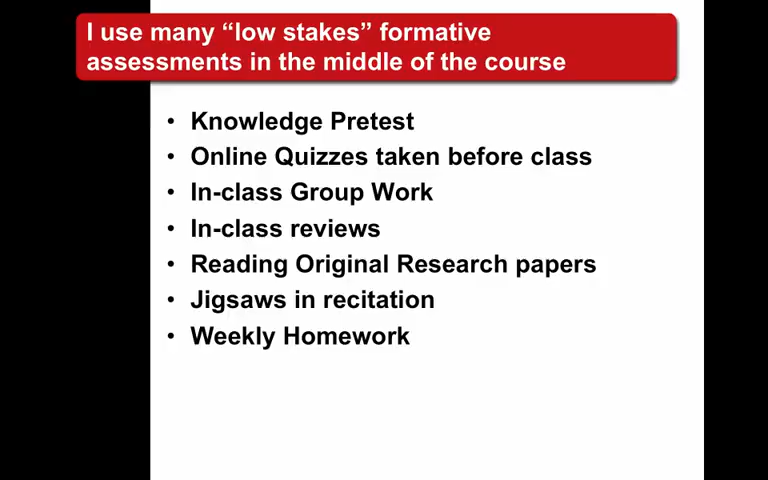 I use many “low stakes” formative
assessments in the middle of the course
• Knowledge Pretest
• Online Quizzes taken before class
• In-class Group Work
• In-class reviews
• Reading Original Research papers
• Jigsaws in recitation
• Weekly Homework